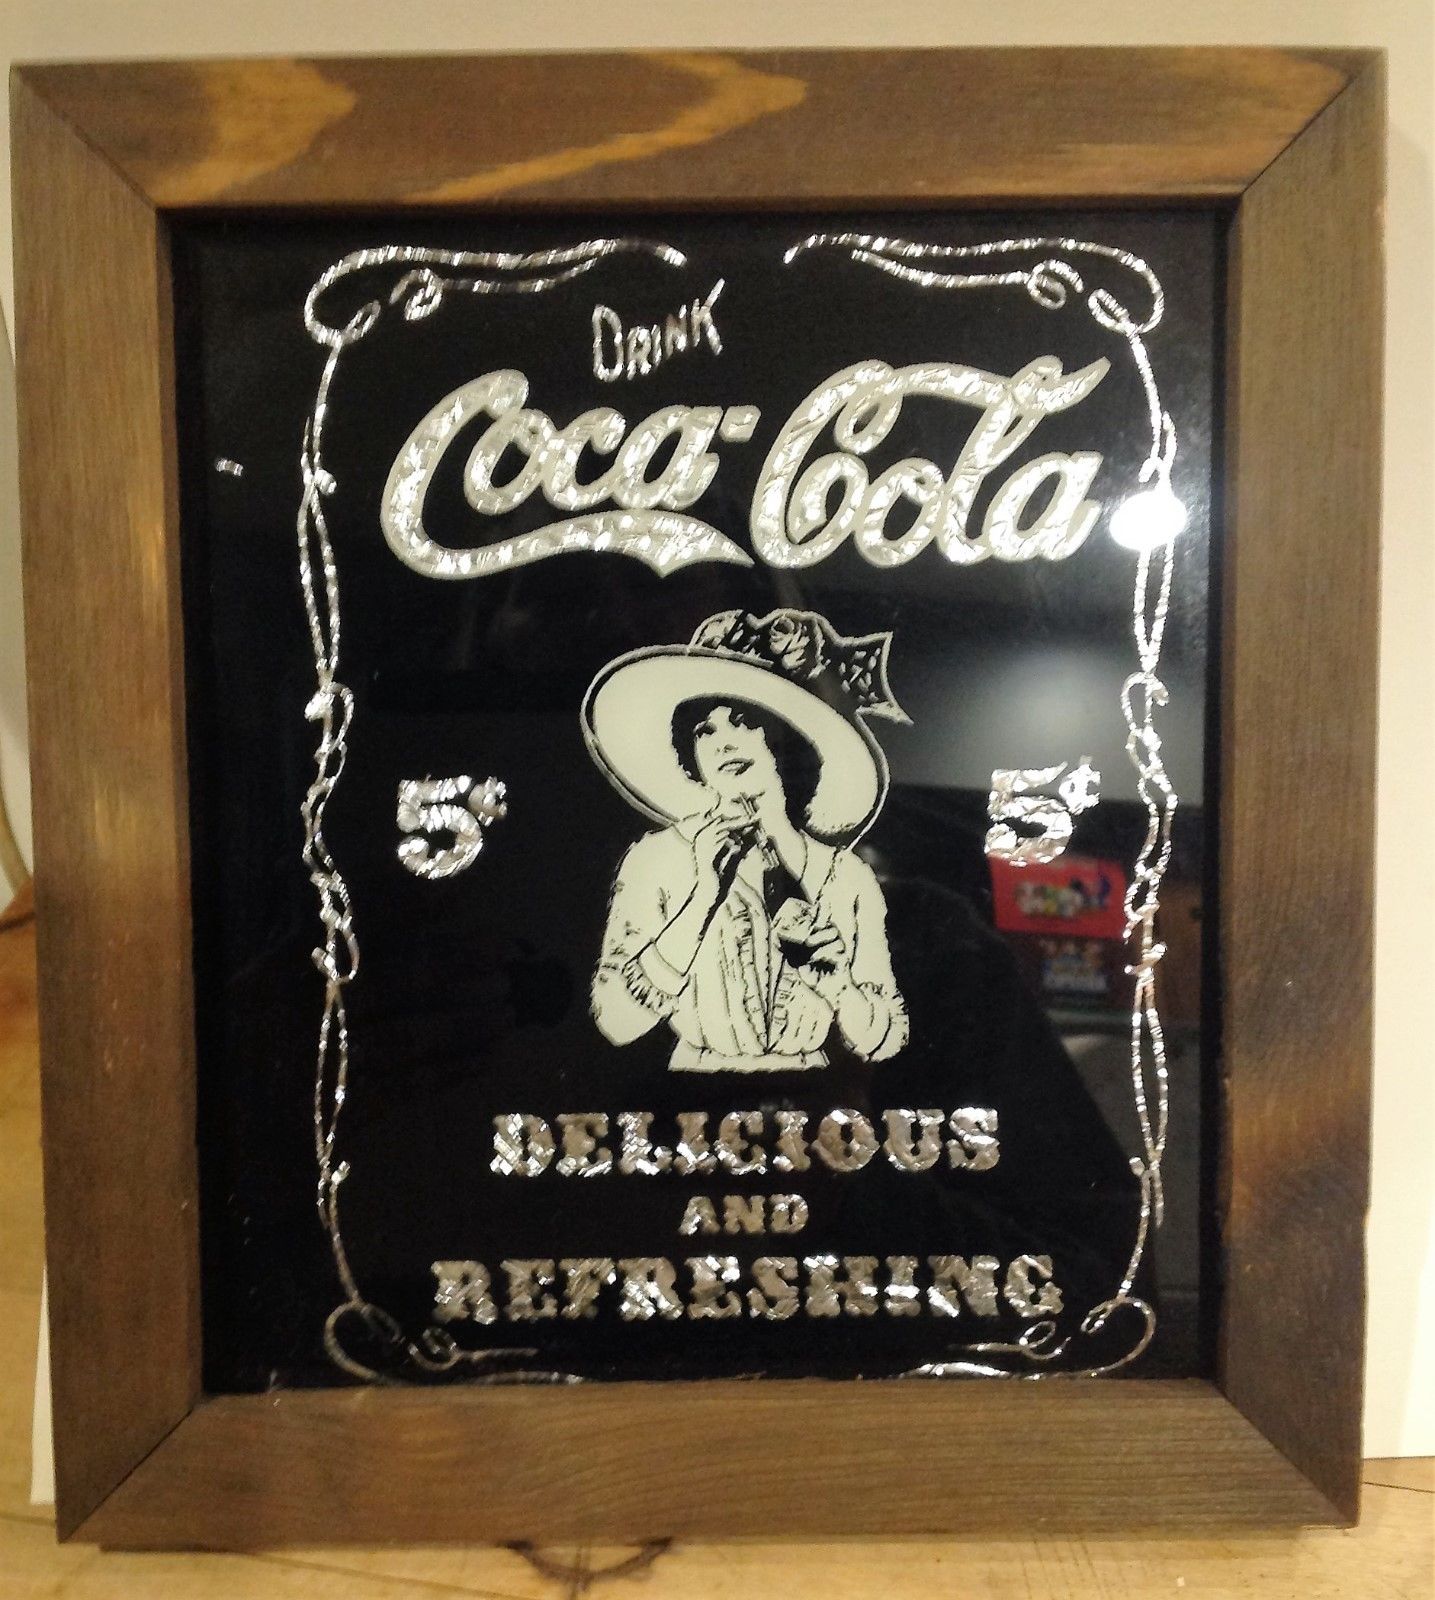 DRINK
Coca-Cola
5¢ 5¢
DELICIOUS
AND
REFRESHING